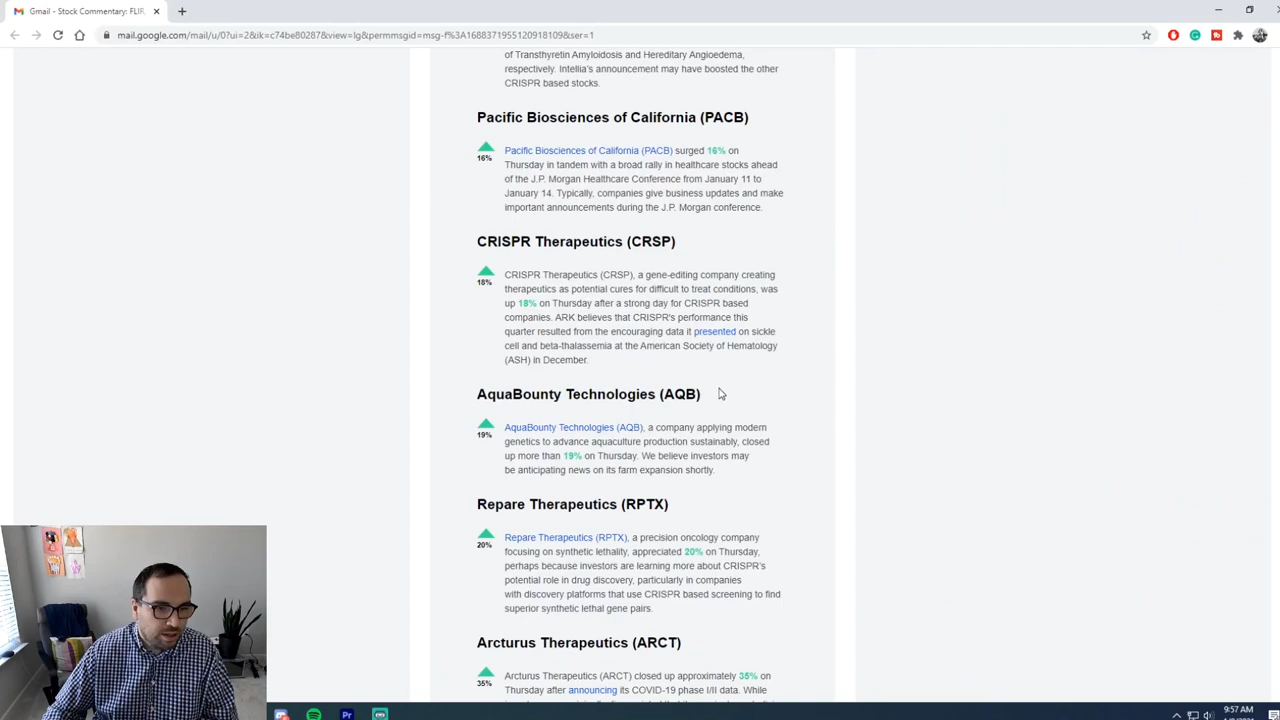 Gmail - Stock Commentary: FLIR
mail.google.com/mail/u/0?ui=2&ik=c74be80287&view=lg&permmsgid=msg-f%3A1688371955120918109&ser=1
of Transthyretin Amyloidosis and Hereditary Angioedema,
respectively. Intellia's announcement may have boosted the other
CRISPR based stocks.
Pacific Biosciences of California (PACB)
16%
Pacific Biosciences of California (PACB) surged 16% on
Thursday in tandem with a broad rally in healthcare stocks ahead
of the J.P. Morgan Healthcare Conference from January 11 to
January 14. Typically, companies give business updates and make
important announcements during the J.P. Morgan conference.
CRISPR Therapeutics (CRSP)
18%
CRISPR Therapeutics (CRSP), a gene-editing company creating
therapeutics as potential cures for difficult to treat conditions, was
up 18% on Thursday after a strong day for CRISPR based
companies. ARK believes that CRISPR's performance this
quarter resulted from the encouraging data it presented on sickle
cell and beta-thalassemia at the American Society of Hematology
(ASH) in December.
AquaBounty Technologies (AQB)
19%
AquaBounty Technologies (AQB), a company applying modern
genetics to advance aquaculture production sustainably, closed
up more than 19% on Thursday. We believe investors may
be anticipating news on its farm expansion shortly.
Repare Therapeutics (RPTX)
20%
Repare Therapeutics (RPTX), a precision oncology company
focusing on synthetic lethality, appreciated 20% on Thursday,
perhaps because investors are learning more about CRISPR's
potential role in drug discovery, particularly in companies
with discovery platforms that use CRISPR based screening to find
superior synthetic lethal gene pairs.
Arcturus Therapeutics (ARCT)
35%
Arcturus Therapeutics (ARCT) closed up approximately 35% on
Thursday after announcing its COVID-19 phase I/II data. While
Pr
9:57 AM